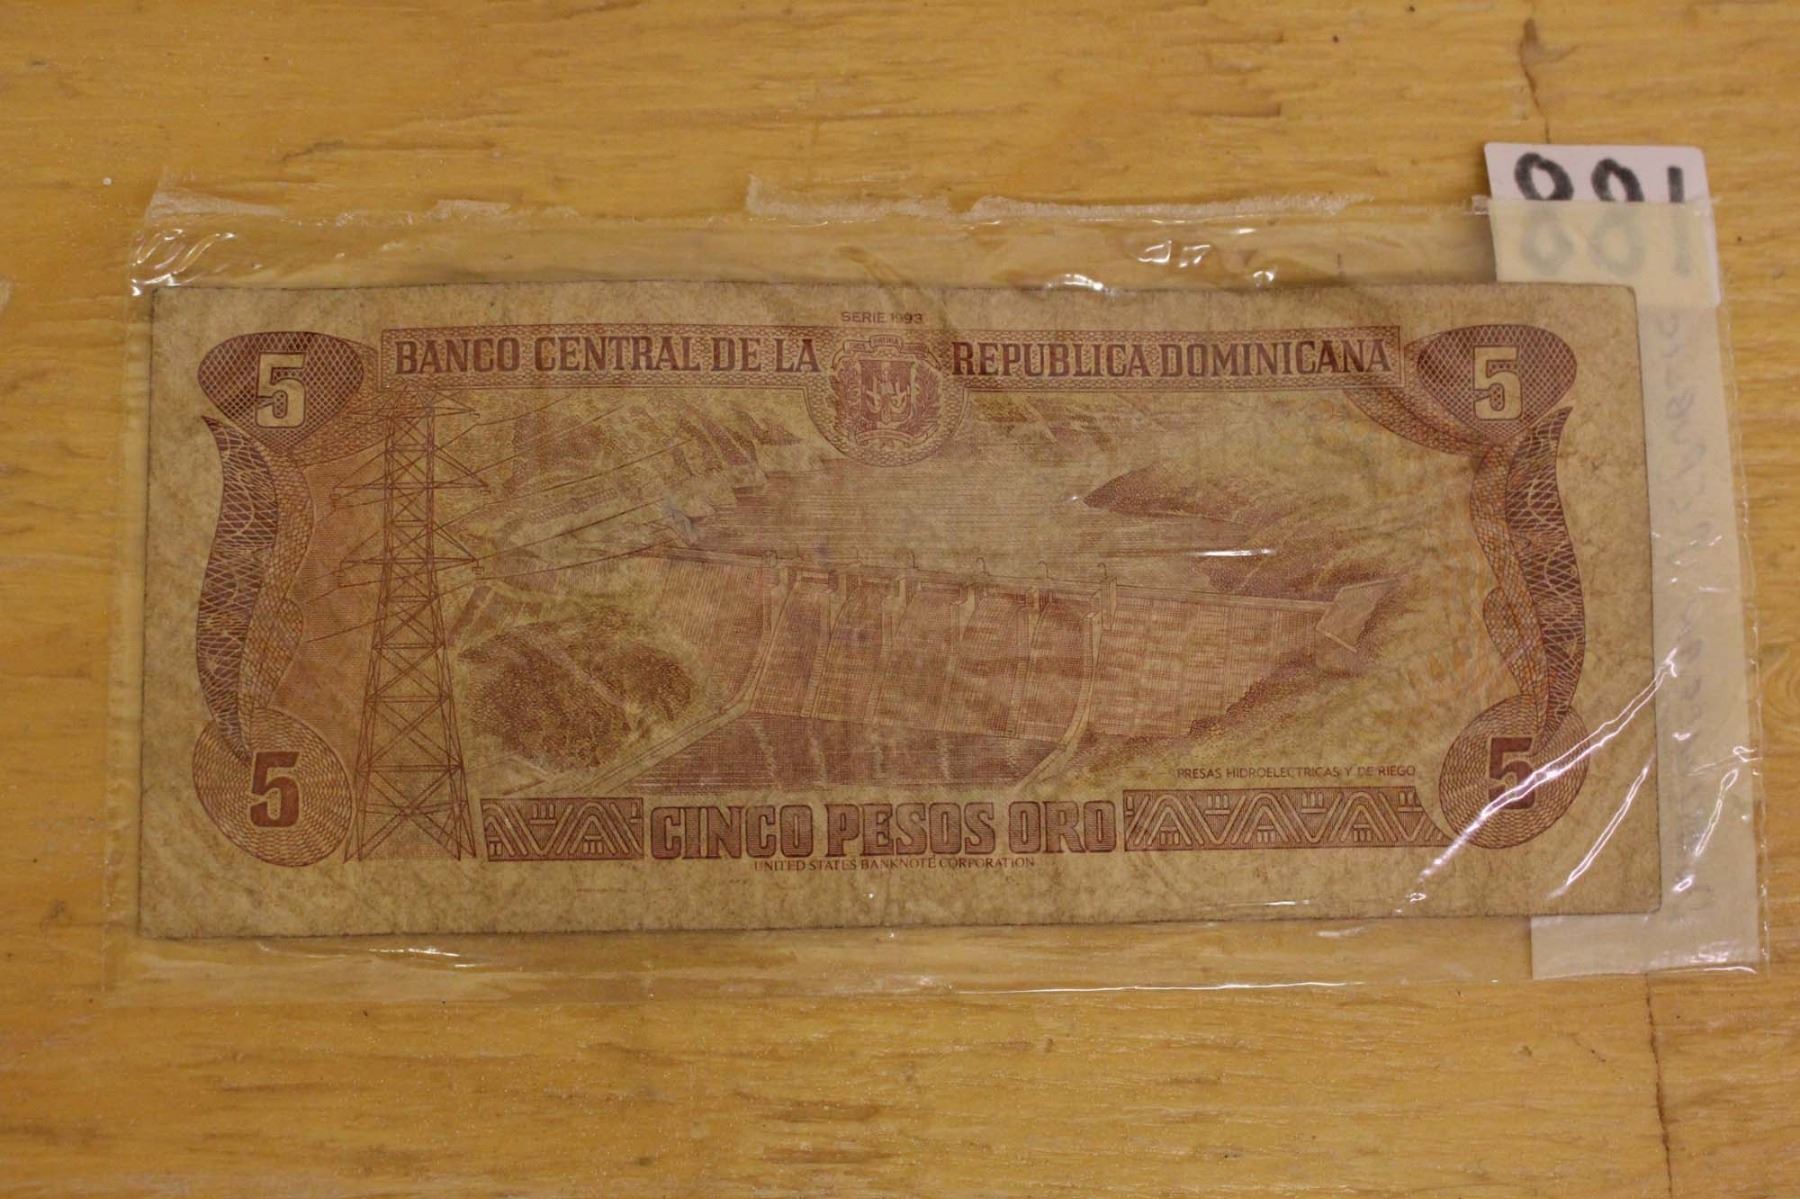 881
SERIE 1993
5 BANCO CENTRAL DE LA REPUBLICA DOMINICANA 5
PRESAS HIDROELECTRICAS Y DE RIEGO
5 CINCO PESOS ORO 5
UNITED STATES BANKNOTE CORPORATION